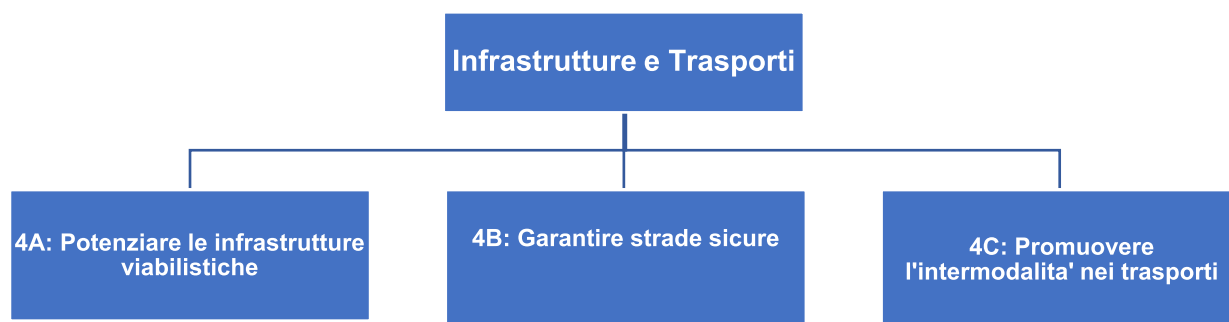 Infrastrutture e Trasporti
4A: Potenziare le infrastrutture
viabilistiche
4B: Garantire strade sicure
4C: Promuovere
l'intermodalita' nei trasporti